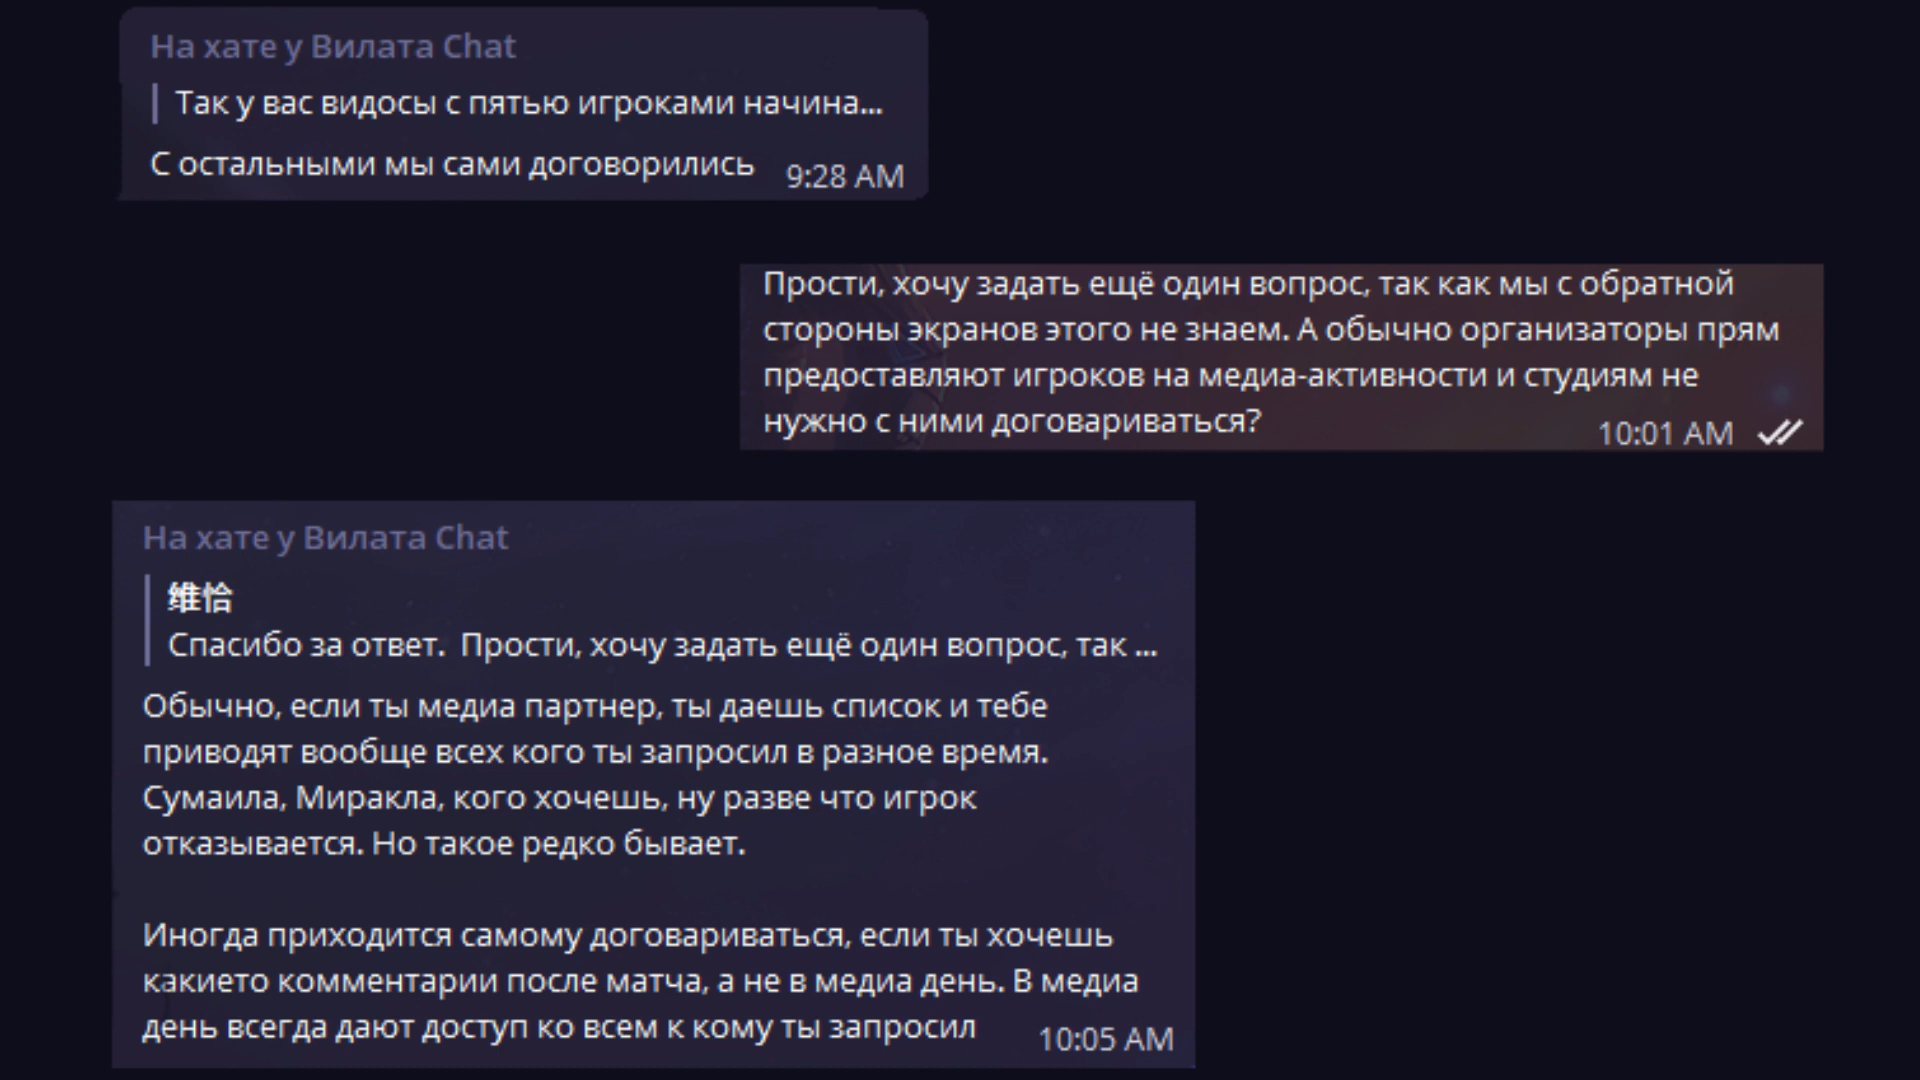 На хате у Вилата Chat
Так у вас видосы с пятью игроками начина...
С остальными мы сами договорились
9:28 AM
Прости, хочу задать ещё один вопрос, так как мы с обратной
стороны экранов этого не знаем. А обычно организаторы прям
предоставляют игроков на медиа-активности и студиям не
нужно с ними договариваться?
10:01 AM
На хате у Вилата Chat
维恰
Спасибо за ответ. Прости, хочу задать ещё один вопрос, так ...
Обычно, если ты медиа партнер, ты даешь список и тебе
приводят вообще всех кого ты запросил в разное время.
Сумаила, Миракла, кого хочешь, ну разве что игрок
отказывается. Но такое редко бывает.
Иногда приходится самому договариваться, если ты хочешь
какието комментарии после матча, а не в медиа день. В медиа
день всегда дают доступ ко всем к кому ты запросил
10:05 AM